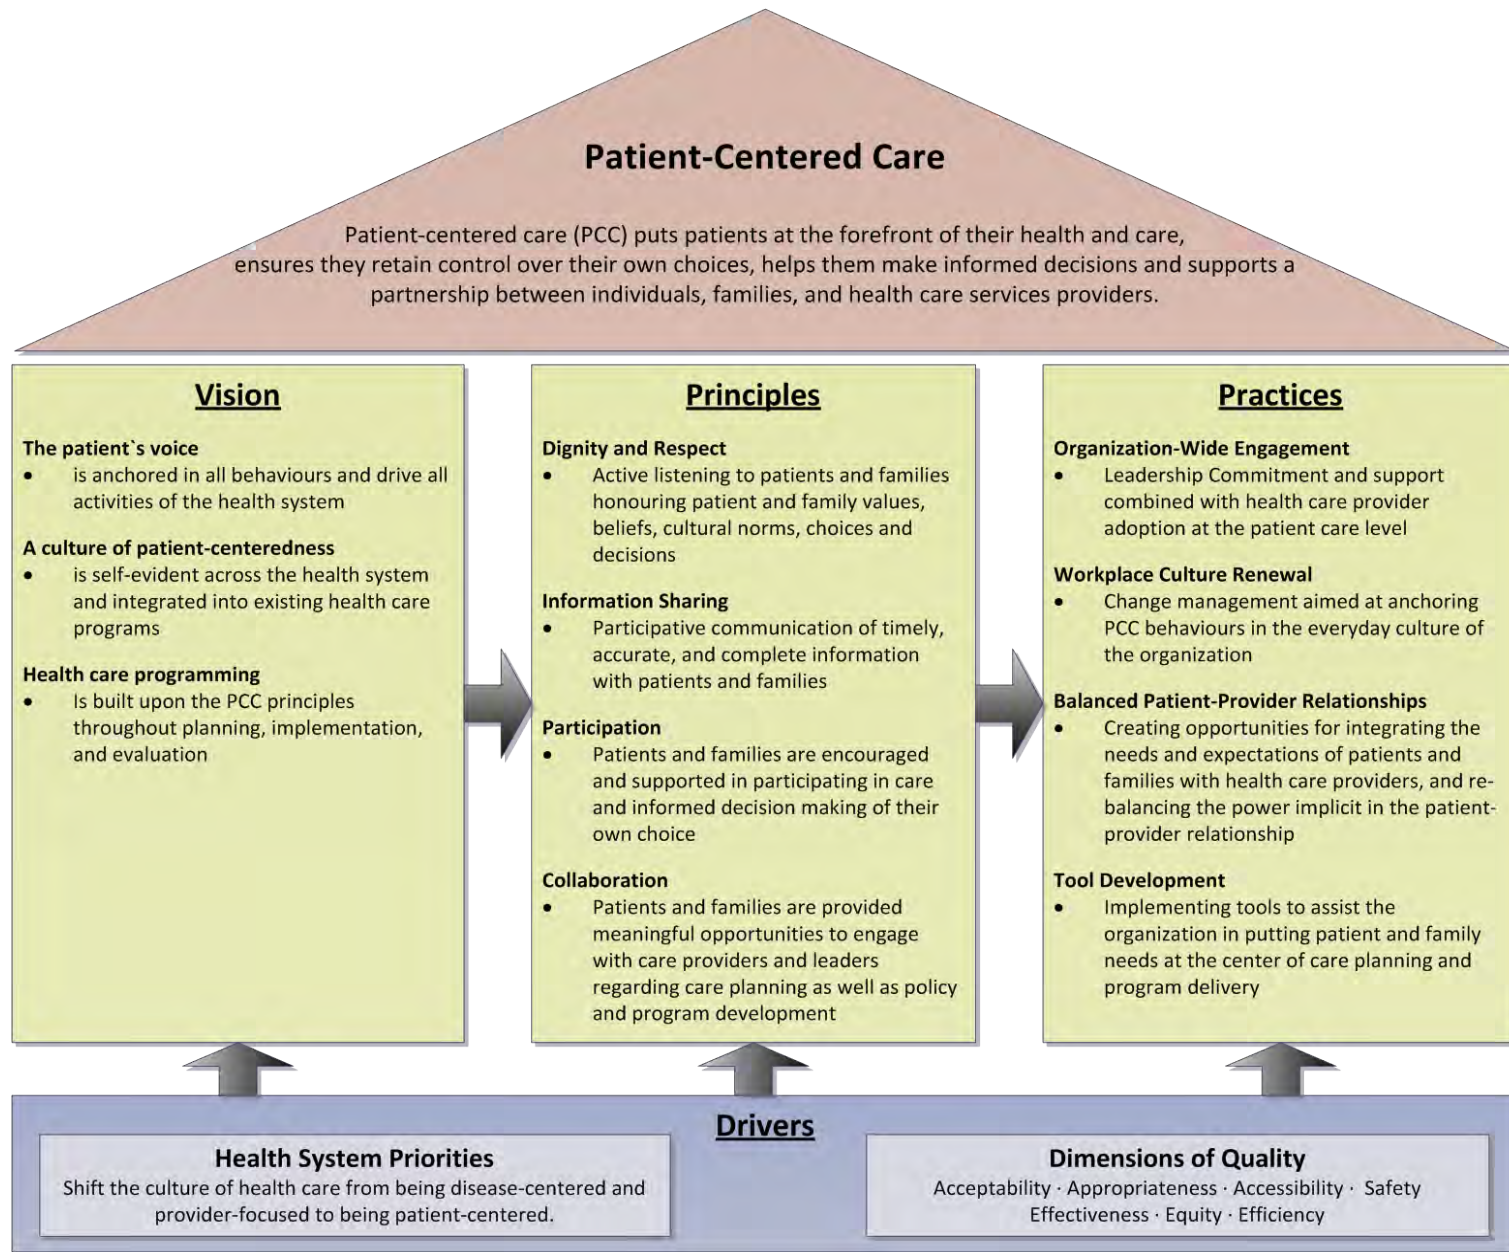 Patient-Centered Care
Patient-centered care (PCC) puts patients at the forefront of their health and care,
ensures they retain control over their own choices, helps them make informed decisions and supports a
partnership between individuals, families, and health care services providers.
Vision
The patient`s voice
• is anchored in all behaviours and drive all
activities of the health system
A culture of patient-centeredness
• is self-evident across the health system
and integrated into existing health care
programs
Health care programming
• Is built upon the PCC principles
throughout planning, implementation,
and evaluation
Principles
Dignity and Respect
• Active listening to patients and families
honouring patient and family values,
beliefs, cultural norms, choices and
decisions
Information Sharing
• Participative communication of timely,
accurate, and complete information
with patients and families
Participation
• Patients and families are encouraged
and supported in participating in care
and informed decision making of their
own choice
Collaboration
• Patients and families are provided
meaningful opportunities to engage
with care providers and leaders
regarding care planning as well as policy
and program development
Practices
Organization-Wide Engagement
• Leadership Commitment and support
combined with health care provider
adoption at the patient care level
Workplace Culture Renewal
• Change management aimed at anchoring
PCC behaviours in the everyday culture of
the organization
Balanced Patient-Provider Relationships
• Creating opportunities for integrating the
needs and expectations of patients and
families with health care providers, and re-
balancing the power implicit in the patient-
provider relationship
Tool Development
• Implementing tools to assist the
organization in putting patient and family
needs at the center of care planning and
program delivery
Drivers
Health System Priorities
Shift the culture of health care from being disease-centered and
provider-focused to being patient-centered.
Dimensions of Quality
Acceptability · Appropriateness · Accessibility · Safety
Effectiveness · Equity · Efficiency